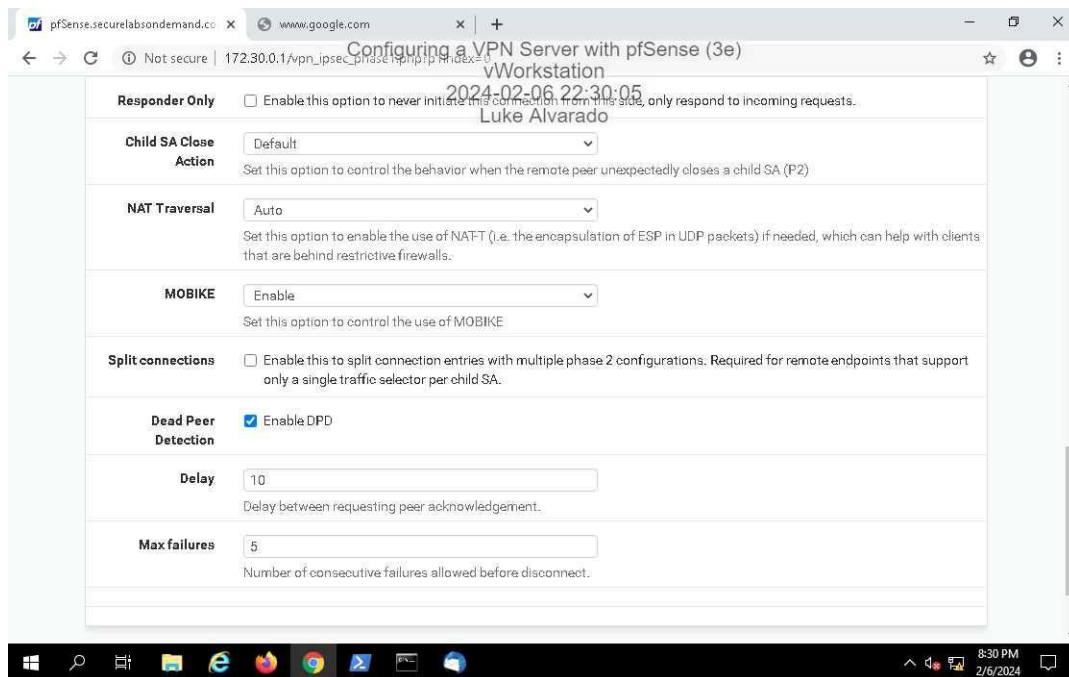 pfSense.securelabsondemand.co
www.google.com
Not secure
172.30.0.1/vpn_ipsec_phase1.php?p1index=0
Configuring a VPN Server with pfSense (3e)
vWorkstation
2024-02-06 22:30:05
Luke Alvarado
Responder Only
Enable this option to never initiate this connection from this side, only respond to incoming requests.
Child SA Close
Action
Default
Set this option to control the behavior when the remote peer unexpectedly closes a child SA (P2)
NAT Traversal
Auto
Set this option to enable the use of NAT-T (i.e. the encapsulation of ESP in UDP packets) if needed, which can help with clients
that are behind restrictive firewalls.
MOBIKE
Enable
Set this option to control the use of MOBIKE
Split connections
Enable this to split connection entries with multiple phase 2 configurations. Required for remote endpoints that support
only a single traffic selector per child SA.
Dead Peer
Detection
Enable DPD
Delay
10
Delay between requesting peer acknowledgement.
Max failures
5
Number of consecutive failures allowed before disconnect.
8:30 PM
2/6/2024